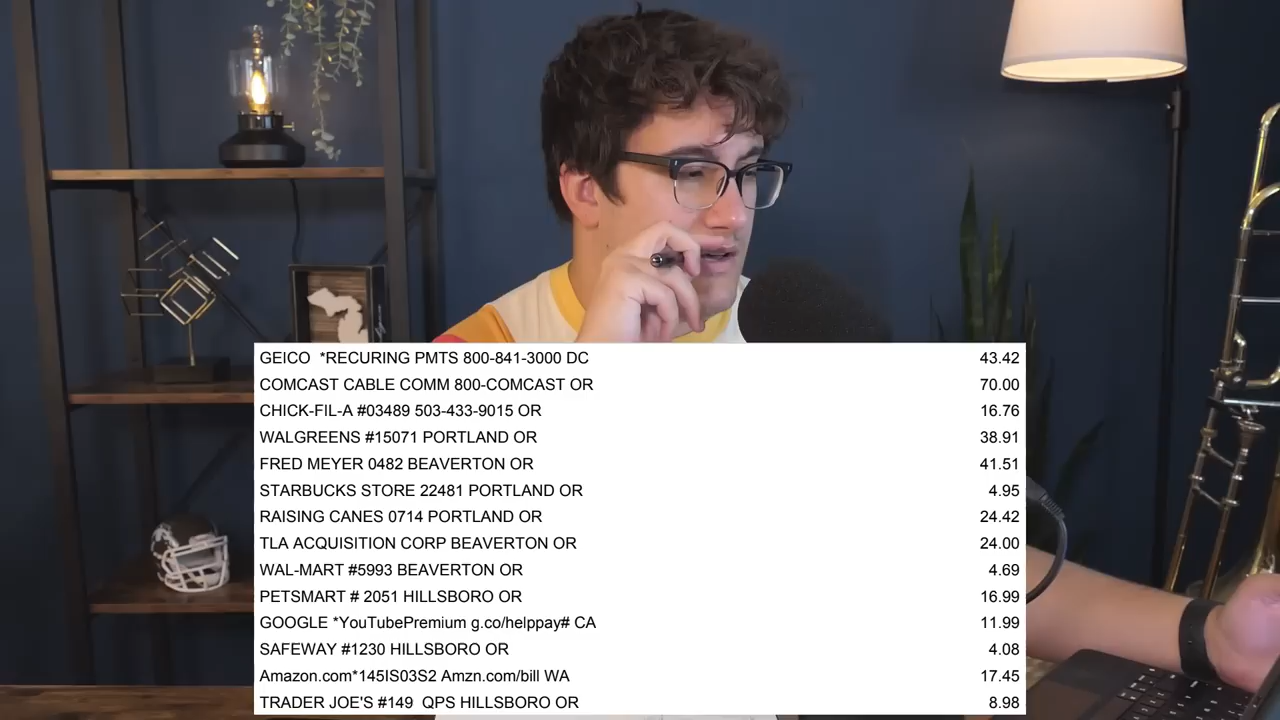 GEICO  *RECURING PMTS 800-841-3000 DC 43.42
COMCAST CABLE COMM 800-COMCAST OR 70.00
CHICK-FIL-A #03489 503-433-9015 OR 16.76
WALGREENS #15071 PORTLAND OR 38.91
FRED MEYER 0482 BEAVERTON OR 41.51
STARBUCKS STORE 22481 PORTLAND OR 4.95
RAISING CANES 0714 PORTLAND OR 24.42
TLA ACQUISITION CORP BEAVERTON OR 24.00
WAL-MART #5993 BEAVERTON OR 4.69
PETSMART # 2051 HILLSBORO OR 16.99
GOOGLE *YouTubePremium g.co/helppay# CA 11.99
SAFEWAY #1230 HILLSBORO OR 4.08
Amazon.com*145IS03S2 Amzn.com/bill WA 17.45
TRADER JOE'S #149  QPS HILLSBORO OR 8.98